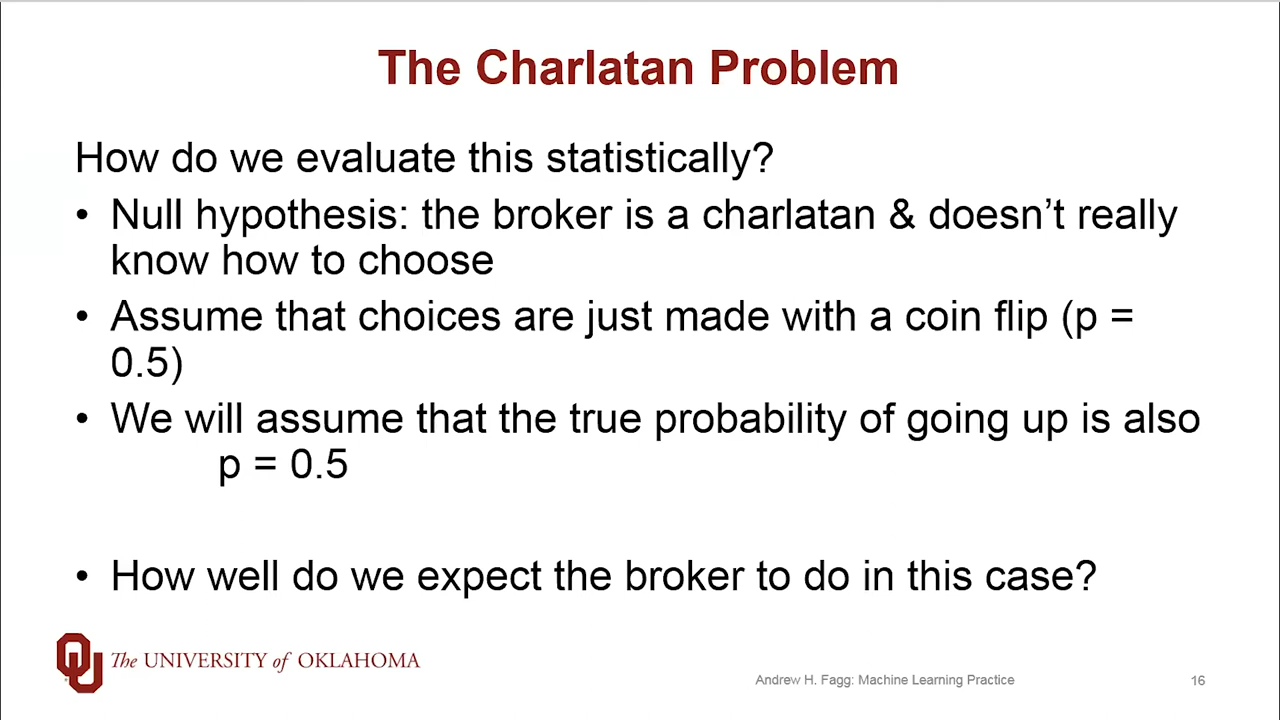 The Charlatan Problem
How do we evaluate this statistically?
• Null hypothesis: the broker is a charlatan & doesn't really
know how to choose
• Assume that choices are just made with a coin flip (p =
0.5)
• We will assume that the true probability of going up is also
p = 0.5
• How well do we expect the broker to do in this case?
The UNIVERSITY of OKLAHOMA
Andrew H. Fagg: Machine Learning Practice
16